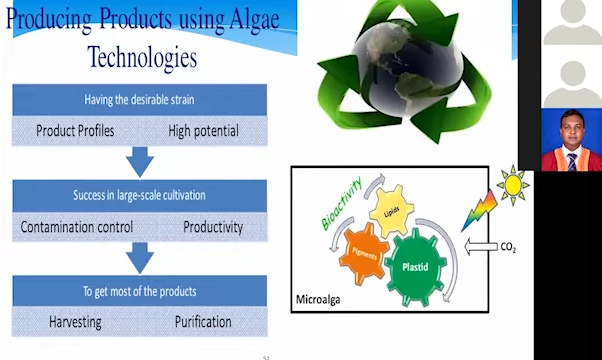 Producing Products using Algae
Technologies
Having the desirable strain
Product Profiles High potential
Success in large-scale cultivation
Contamination control Productivity
To get most of the products
Harvesting Purification
Bioactivity
Lipids
Pigments
Plastid
CO₂
Microalga